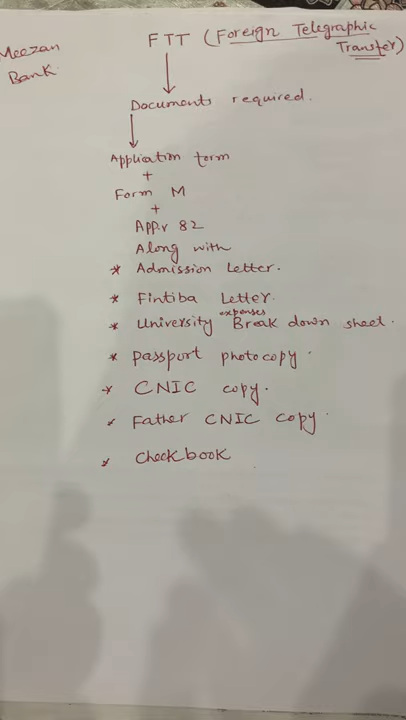 Meezan
Bank.
FTT (Foreign Telegraphic
Transfer)
Documents required.
Application form
+
Form M
+
App.v 82
Along with
* Admission Letter.
* Fintiba Letter.
expenses
* University Break down sheet.
* passport photocopy.
* CNIC copy.
* Father CNIC copy.
* Checkbook